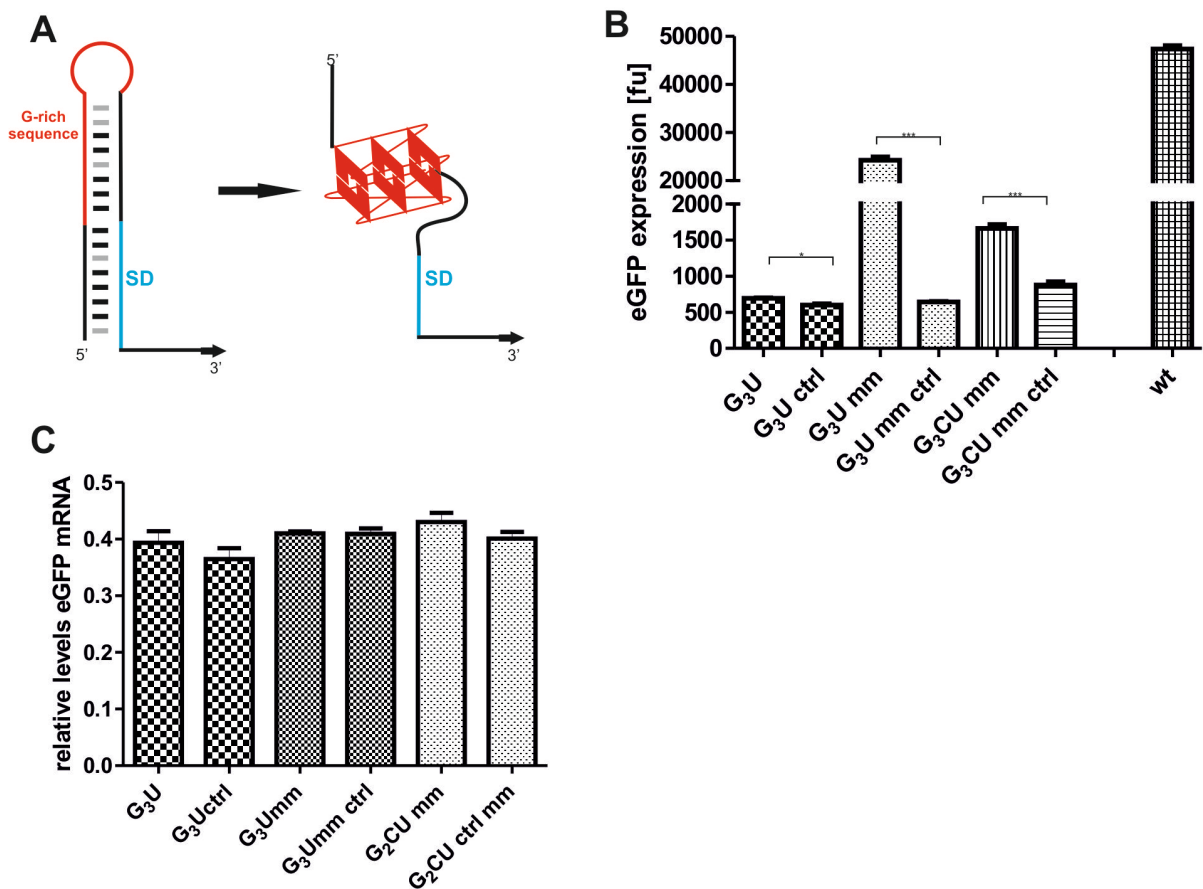 A
5'
G-rich
sequence
SD
5'
3'
5'
SD
3'
B
eGFP expression [fu]
50000
40000
30000
20000
2000
1500
1000
500
0
*
***
***
G₃U
G₃U ctrl
G₃U mm
G₃U mm ctrl
G₃CU mm
G₃CU mm ctrl
wt
C
relative levels eGFP mRNA
0.5
0.4
0.3
0.2
0.1
0.0
G₃U
G₃Uctrl
G₃Umm
G₃Umm ctrl
G₂CU mm
G₂CU ctrl mm